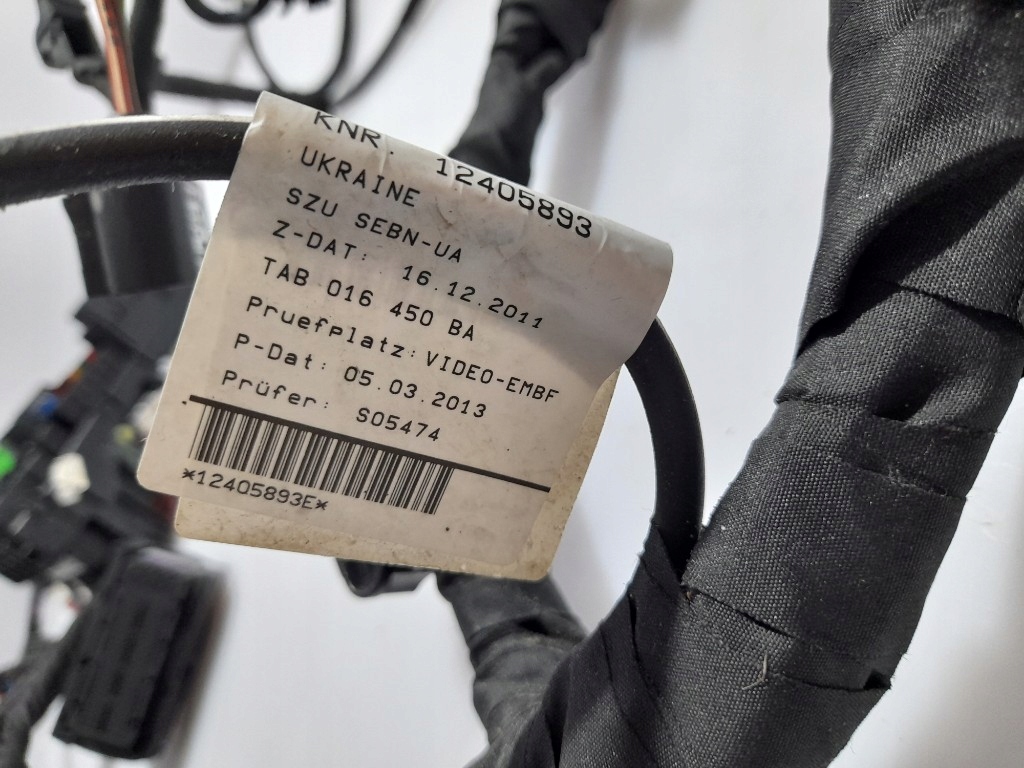 KNR. 12405893
UKRAINE
SZU SEBN-UA
Z-DAT: 16.12.2011
TAB 016 450 BA
Pruefplatz:VIDEO-EMBF
P-Dat: 05.03.2013
Prüfer: S05474
*12405893E*